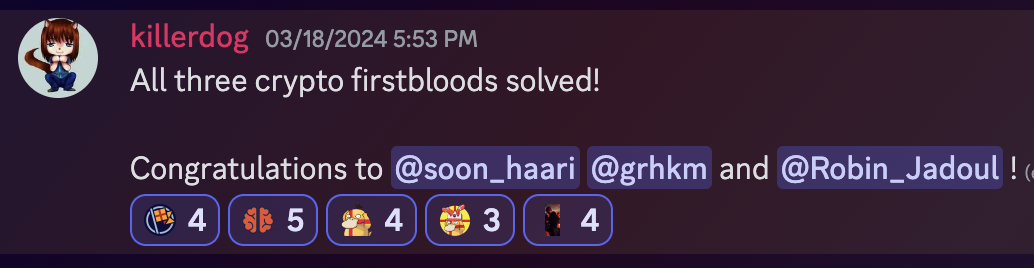 killerdog 03/18/2024 5:53 PM
All three crypto firstbloods solved!
Congratulations to @soon_haari @grhkm and @Robin_Jadoul !
4 5 4 3 4